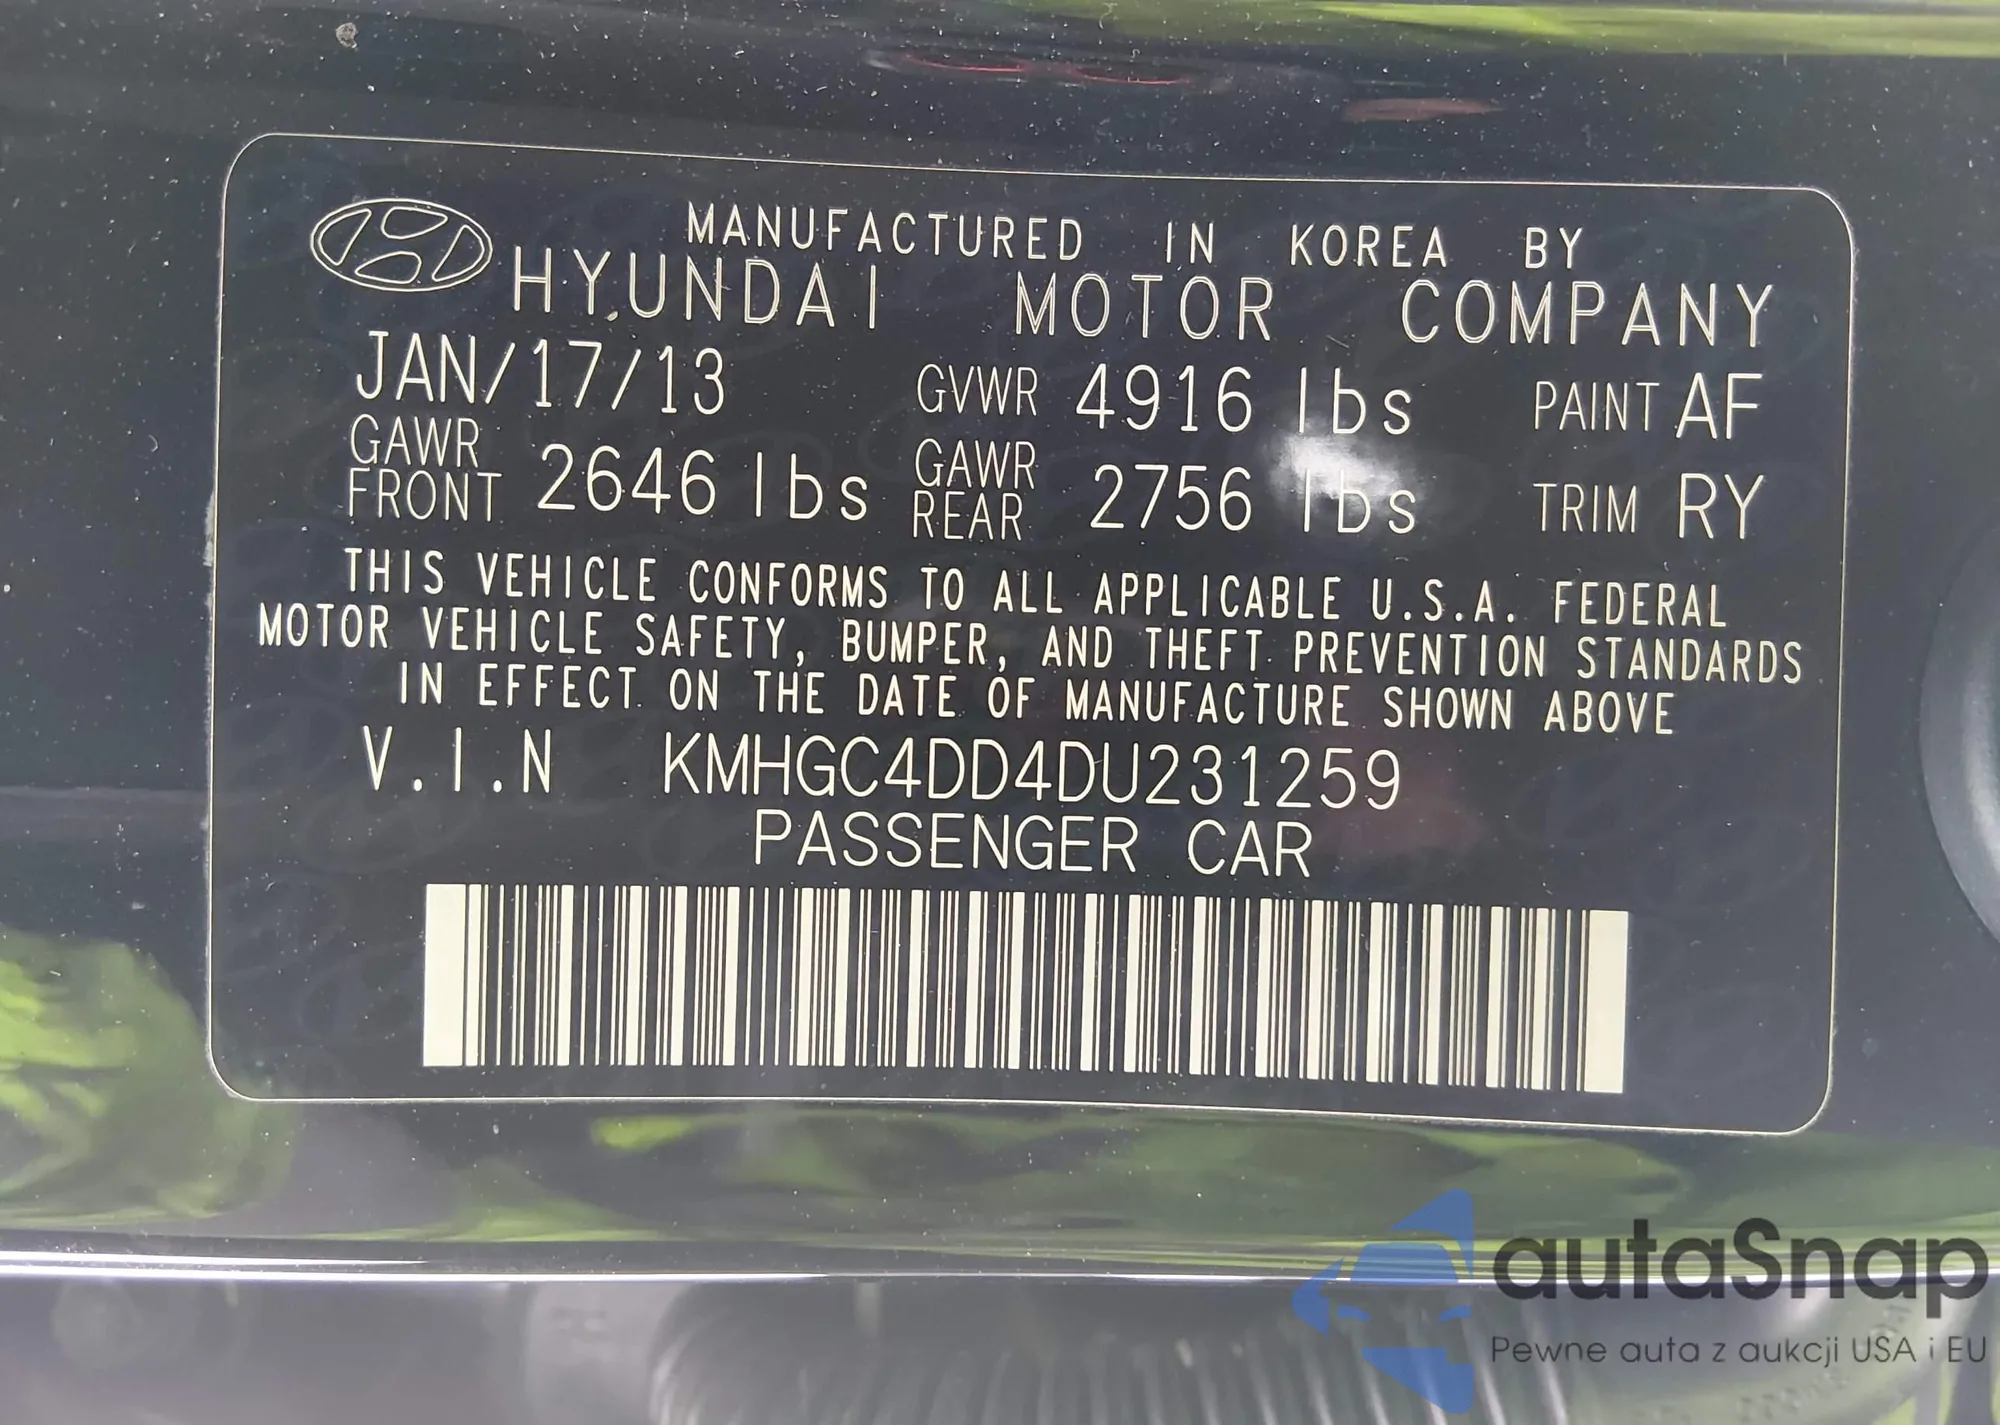 MANUFACTURED IN KOREA BY
HYUNDAI MOTOR COMPANY
JAN/17/13 GVWR 4916 lbs PAINT AF
GAWR FRONT 2646 lbs GAWR REAR 2756 lbs TRIM RY
THIS VEHICLE CONFORMS TO ALL APPLICABLE U.S.A. FEDERAL
MOTOR VEHICLE SAFETY, BUMPER, AND THEFT PREVENTION STANDARDS
IN EFFECT ON THE DATE OF MANUFACTURE SHOWN ABOVE
V.I.N KMHGC4DD4DU231259
PASSENGER CAR
autaSnap
Pewne auta z aukcji USA i EU